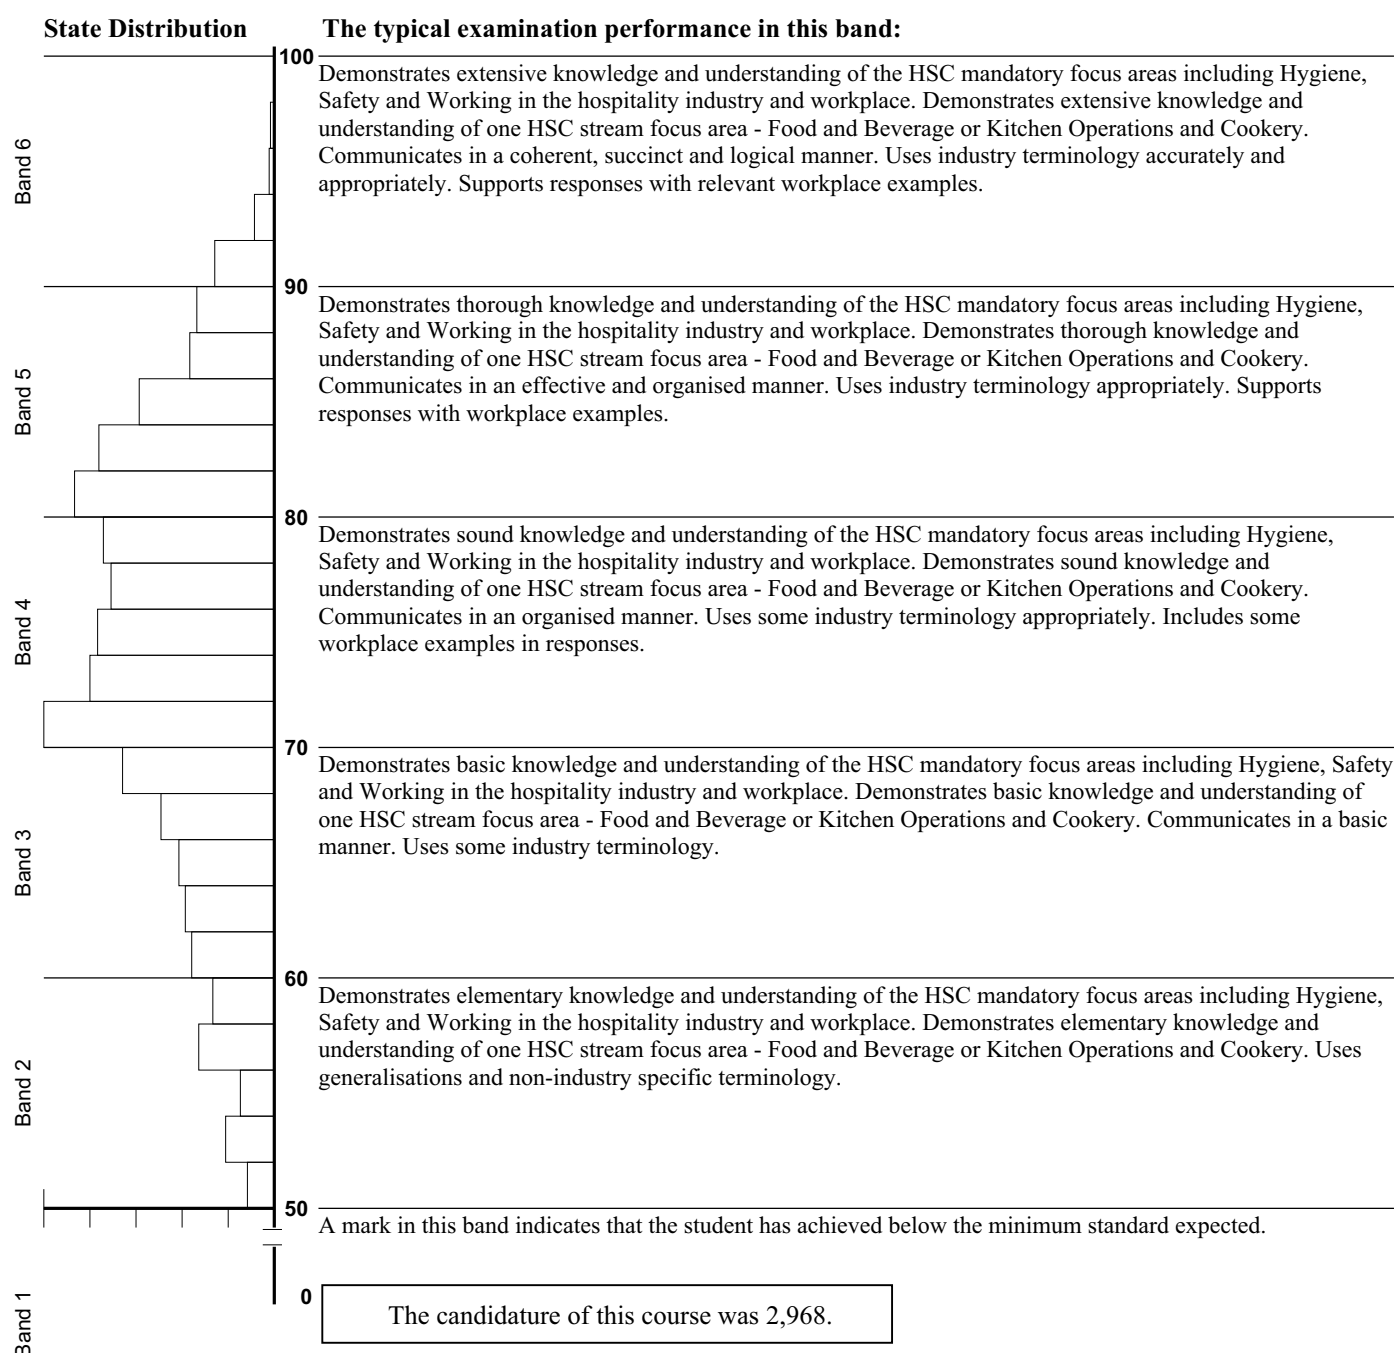 State Distribution
The typical examination performance in this band:
100
Band 6
Demonstrates extensive knowledge and understanding of the HSC mandatory focus areas including Hygiene,
Safety and Working in the hospitality industry and workplace. Demonstrates extensive knowledge and
understanding of one HSC stream focus area - Food and Beverage or Kitchen Operations and Cookery.
Communicates in a coherent, succinct and logical manner. Uses industry terminology accurately and
appropriately. Supports responses with relevant workplace examples.
90
Band 5
Demonstrates thorough knowledge and understanding of the HSC mandatory focus areas including Hygiene,
Safety and Working in the hospitality industry and workplace. Demonstrates thorough knowledge and
understanding of one HSC stream focus area - Food and Beverage or Kitchen Operations and Cookery.
Communicates in an effective and organised manner. Uses industry terminology appropriately. Supports
responses with workplace examples.
80
Band 4
Demonstrates sound knowledge and understanding of the HSC mandatory focus areas including Hygiene,
Safety and Working in the hospitality industry and workplace. Demonstrates sound knowledge and
understanding of one HSC stream focus area - Food and Beverage or Kitchen Operations and Cookery.
Communicates in an organised manner. Uses some industry terminology appropriately. Includes some
workplace examples in responses.
70
Band 3
Demonstrates basic knowledge and understanding of the HSC mandatory focus areas including Hygiene, Safety
and Working in the hospitality industry and workplace. Demonstrates basic knowledge and understanding of
one HSC stream focus area - Food and Beverage or Kitchen Operations and Cookery. Communicates in a basic
manner. Uses some industry terminology.
60
Band 2
Demonstrates elementary knowledge and understanding of the HSC mandatory focus areas including Hygiene,
Safety and Working in the hospitality industry and workplace. Demonstrates elementary knowledge and
understanding of one HSC stream focus area - Food and Beverage or Kitchen Operations and Cookery. Uses
generalisations and non-industry specific terminology.
50
A mark in this band indicates that the student has achieved below the minimum standard expected.
0
Band 1
The candidature of this course was 2,968.